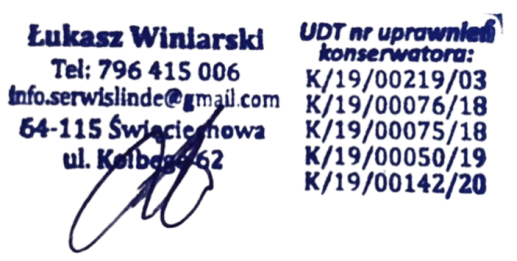 Łukasz Winiarski
Tel: 796 415 006
info.serwislinde@gmail.com
64-115 Święciechowa
ul. Kolbego 62
UDT nr uprawnień
konserwatora:
K/19/00219/03
K/19/00076/18
K/19/00075/18
K/19/00050/19
K/19/00142/20